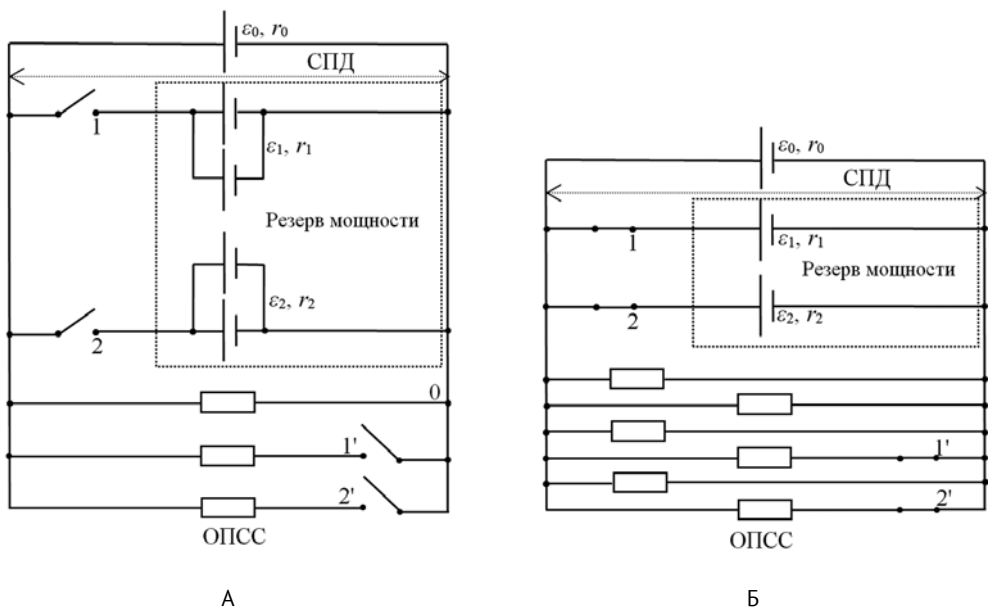 ε₀, r₀
СПД
1
ε₁, r₁
Резерв мощности
ε₂, r₂
2
0
1'
2'
ОПСС
А
ε₀, r₀
СПД
ε₁, r₁
1
Резерв мощности
2
ε₂, r₂
1'
2'
ОПСС
Б